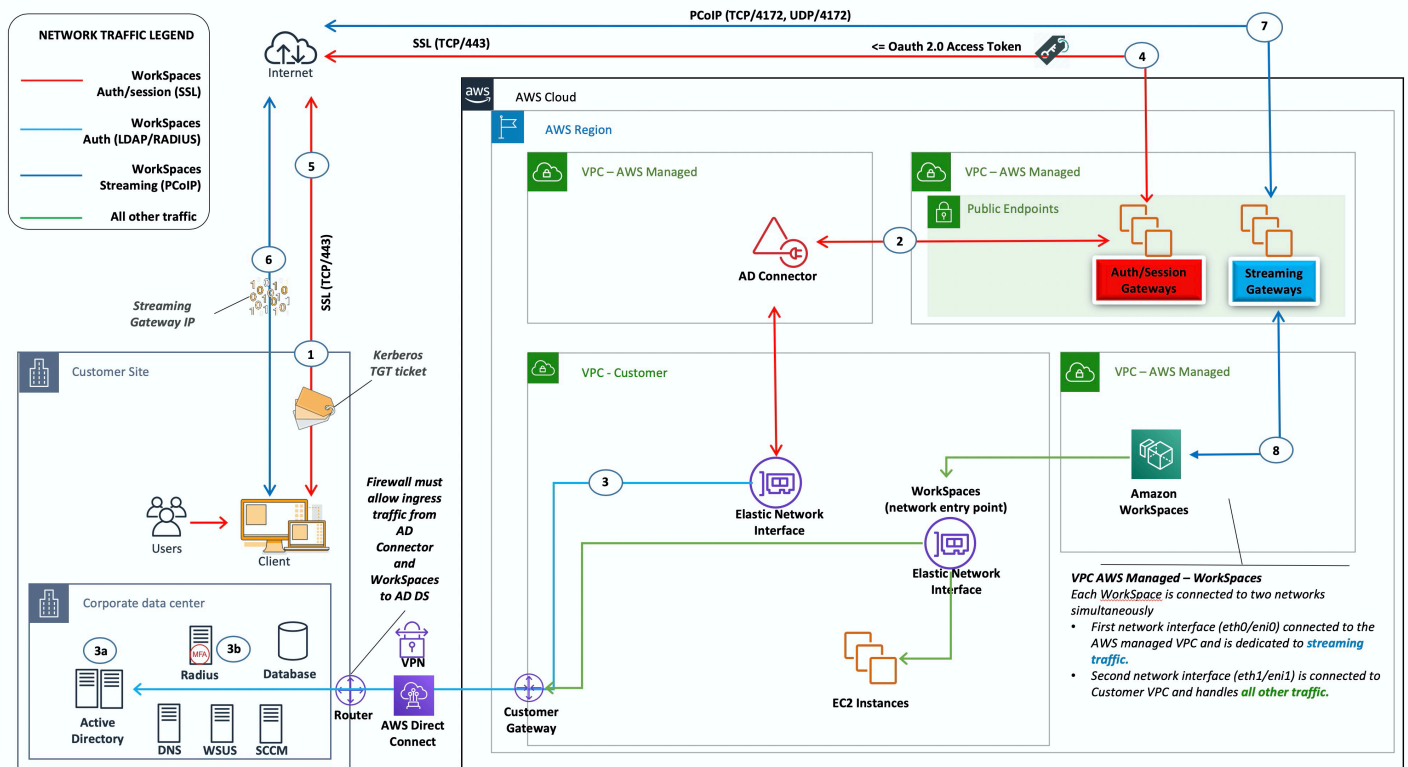 NETWORK TRAFFIC LEGEND
WorkSpaces
Auth/session (SSL)
WorkSpaces
Auth (LDAP/RADIUS)
WorkSpaces
Streaming (PCoIP)
All other traffic
Internet
PCoIP (TCP/4172, UDP/4172)
7
SSL (TCP/443)
<= Oauth 2.0 Access Token
4
aws
AWS Cloud
AWS Region
VPC – AWS Managed
AD Connector
2
VPC – AWS Managed
Public Endpoints
Auth/Session
Gateways
Streaming
Gateways
5
6
SSL (TCP/443)
Streaming
Gateway IP
1
Kerberos
TGT ticket
Customer Site
Users
Client
Firewall must
allow ingress
traffic from
AD
Connector
and
WorkSpaces
to AD DS
VPC - Customer
3
Elastic Network
Interface
WorkSpaces
(network entry point)
Elastic Network
Interface
EC2 Instances
VPC – AWS Managed
Amazon
WorkSpaces
8
VPC AWS Managed – WorkSpaces
Each WorkSpace is connected to two networks
simultaneously
• First network interface (eth0/eni0) connected to the
AWS managed VPC and is dedicated to streaming
traffic.
• Second network interface (eth1/eni1) is connected to
Customer VPC and handles all other traffic.
Corporate data center
3a
MFA
3b
Radius
Database
Active
Directory
DNS
WSUS
SCCM
Router
VPN
AWS Direct
Connect
Customer
Gateway